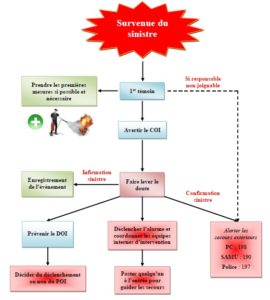 Survenue du
sinistre
Prendre les premières
mesures si possible et
nécessaire
1er témoin
Si responsable
non joignable
Avertir le COI
Infirmation
sinistre
Confirmation
sinistre
Enregistrement
de l'évènement
Faire lever le
doute
Prévenir le DOI
Déclencher l'alarme et
coordonner les équipes
internes d'intervention
Alerter les
secours extérieurs
PC : 198
SAMU : 190
Police : 197
Décider du déclenchement
ou non du POI
Poster quelqu'un
à l'entrée pour
guider les secours